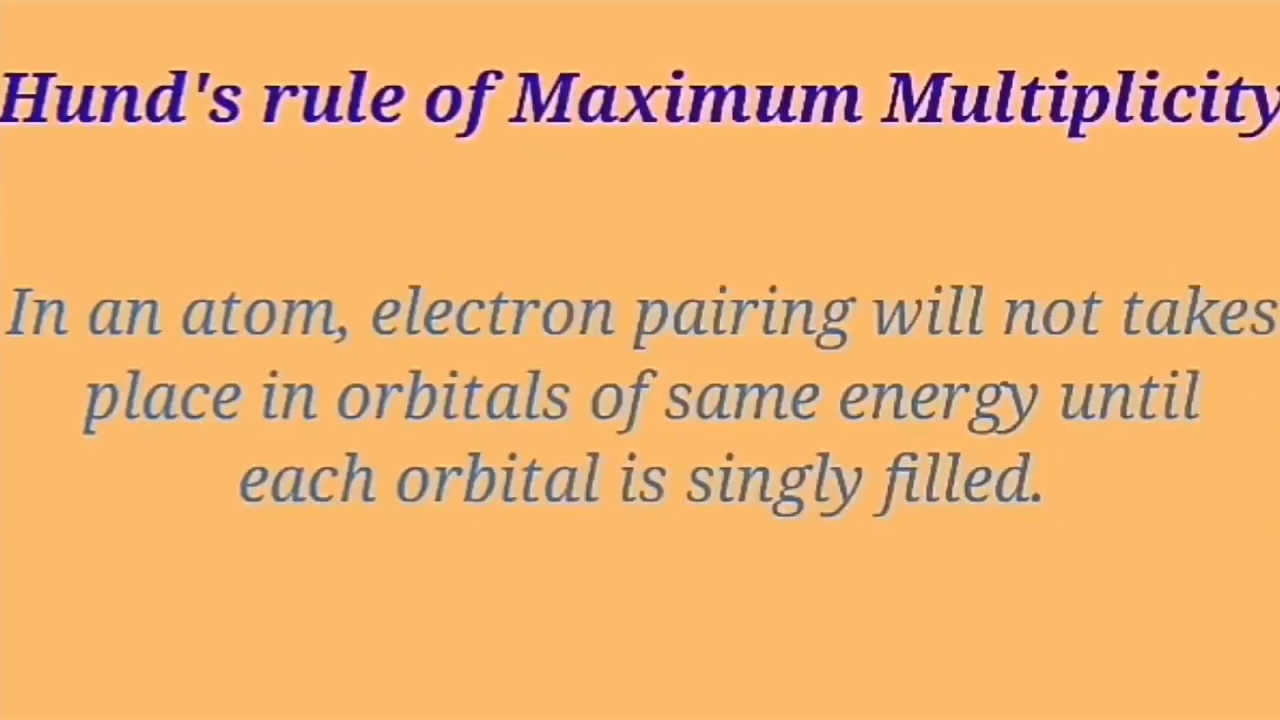 Hund's rule of Maximum Multiplicity
In an atom, electron pairing will not takes
place in orbitals of same energy until
each orbital is singly filled.